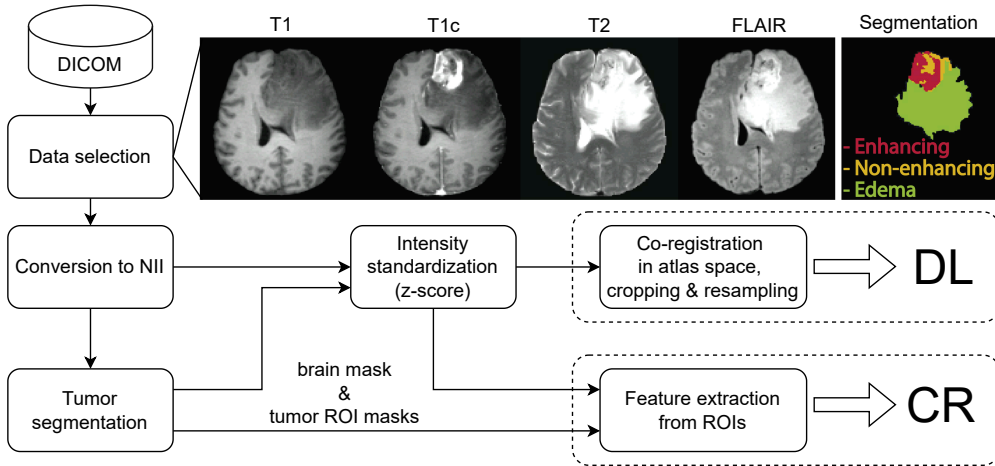 T1
T1c
T2
FLAIR
Segmentation
DICOM
Data selection
- Enhancing
- Non-enhancing
- Edema
Conversion to NII
Intensity
standardization
(z-score)
Co-registration
in atlas space,
cropping & resampling
DL
Tumor
segmentation
brain mask
&
tumor ROI masks
Feature extraction
from ROIs
CR